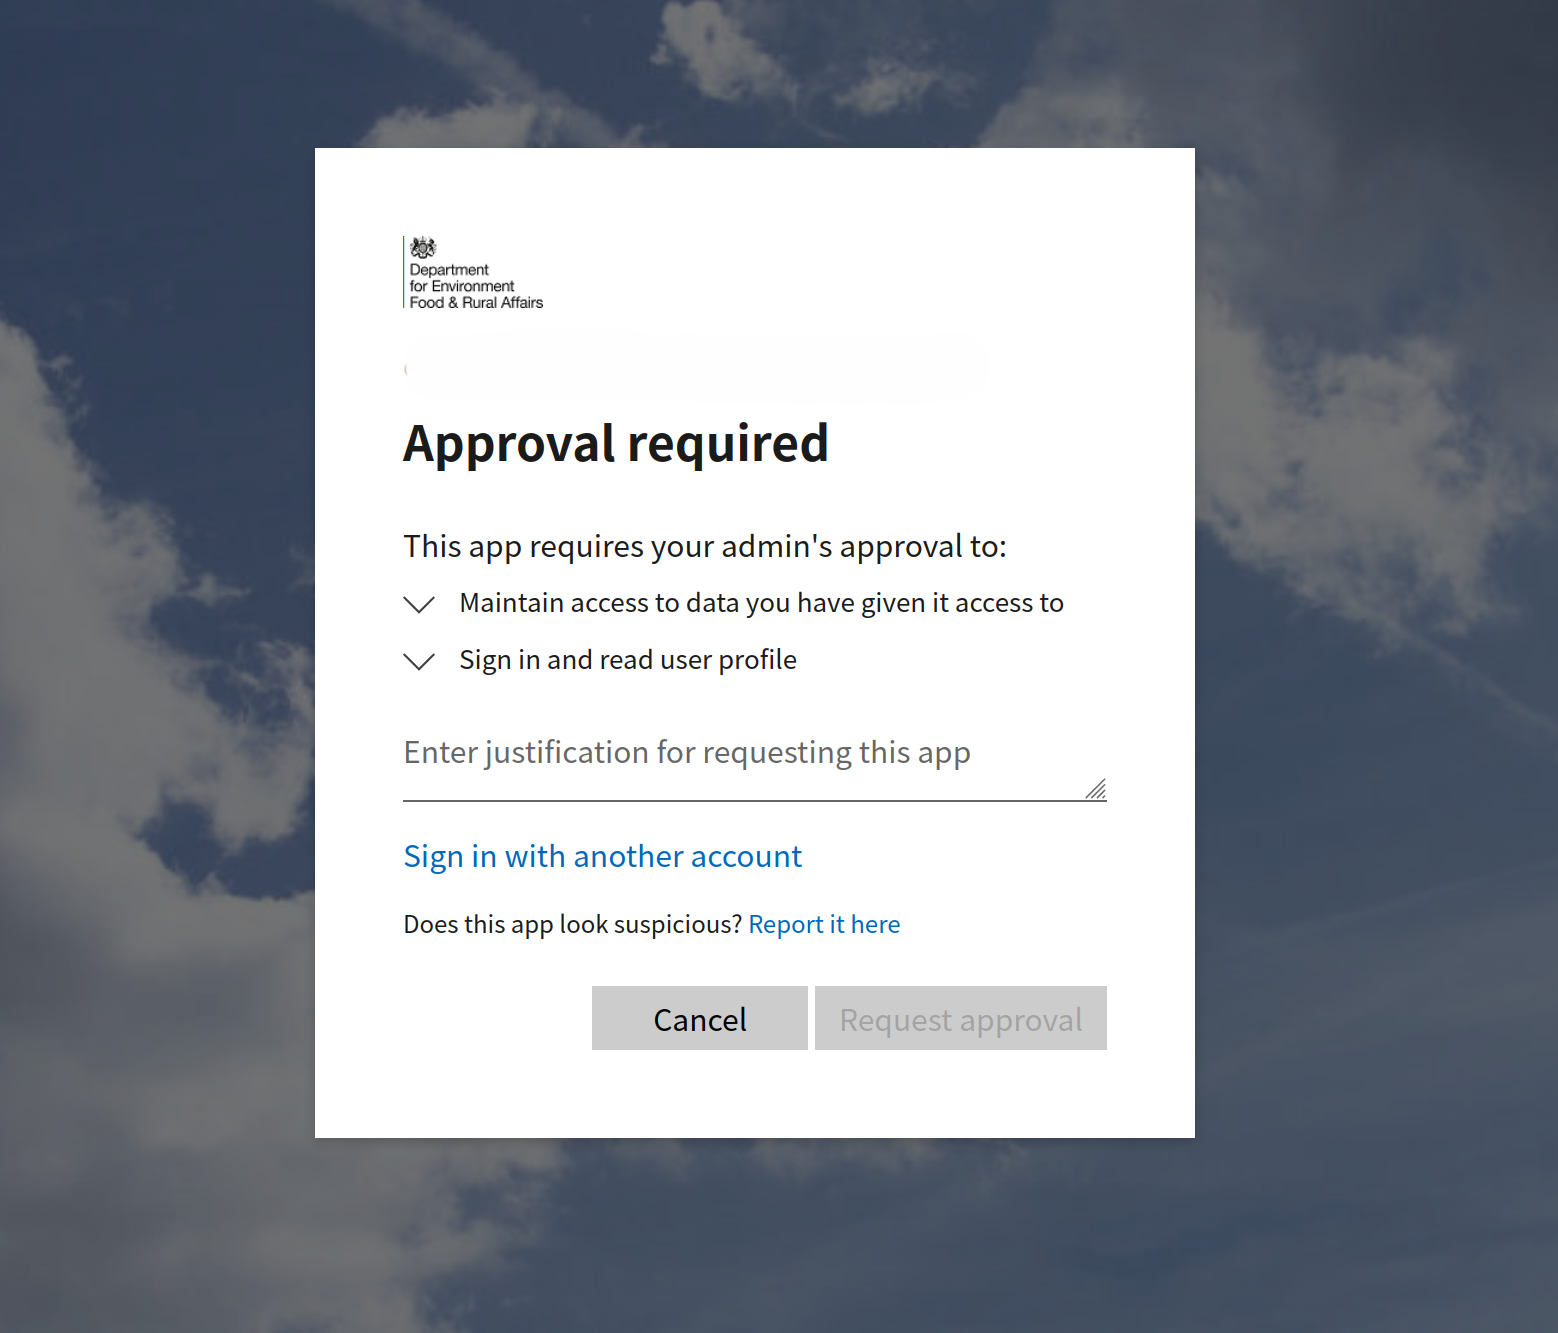 Department
for Environment
Food & Rural Affairs
Approval required
This app requires your admin's approval to:
Maintain access to data you have given it access to
Sign in and read user profile
Enter justification for requesting this app
Sign in with another account
Does this app look suspicious? Report it here
Cancel
Request approval